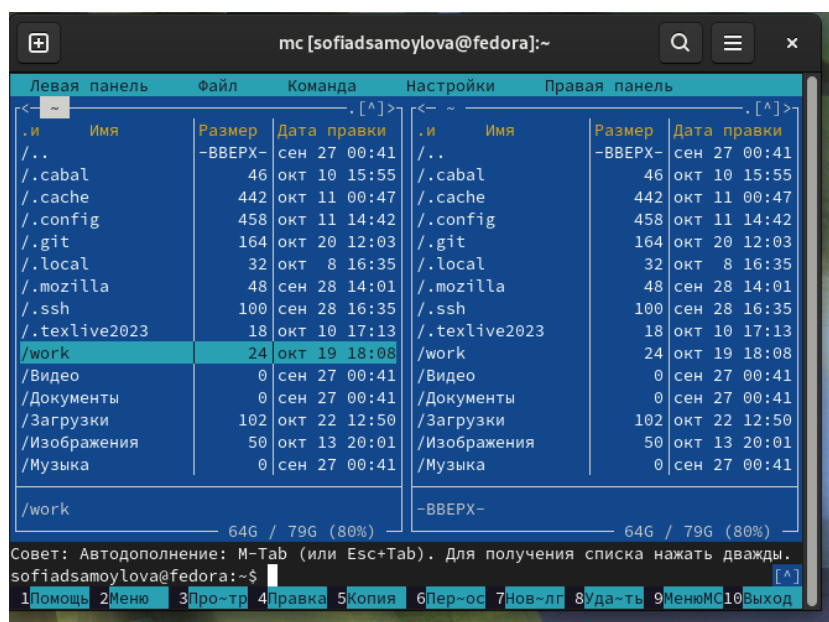 mc [sofiadsamoylova@fedora]:~
Левая панель Файл Команда Настройки Правая панель
<— ~ .[^]> <— ~ .[^]>
.и Имя Размер Дата правки .и Имя Размер Дата правки
/.. -ВВЕРХ- сен 27 00:41 /.. -ВВЕРХ- сен 27 00:41
/.cabal 46 окт 10 15:55 /.cabal 46 окт 10 15:55
/.cache 442 окт 11 00:47 /.cache 442 окт 11 00:47
/.config 458 окт 11 14:42 /.config 458 окт 11 14:42
/.git 164 окт 20 12:03 /.git 164 окт 20 12:03
/.local 32 окт 8 16:35 /.local 32 окт 8 16:35
/.mozilla 48 сен 28 14:01 /.mozilla 48 сен 28 14:01
/.ssh 100 сен 28 16:35 /.ssh 100 сен 28 16:35
/.texlive2023 18 окт 10 17:13 /.texlive2023 18 окт 10 17:13
/work 24 окт 19 18:08 /work 24 окт 19 18:08
/Видео 0 сен 27 00:41 /Видео 0 сен 27 00:41
/Документы 0 сен 27 00:41 /Документы 0 сен 27 00:41
/Загрузки 102 окт 22 12:50 /Загрузки 102 окт 22 12:50
/Изображения 50 окт 13 20:01 /Изображения 50 окт 13 20:01
/Музыка 0 сен 27 00:41 /Музыка 0 сен 27 00:41
/work -ВВЕРХ-
64G / 79G (80%) 64G / 79G (80%)
Совет: Автодополнение: M-Tab (или Esc+Tab). Для получения списка нажать дважды.
sofiadsamoylova@fedora:~$ [^]
1Помощь 2Меню 3Про~тр 4Правка 5Копия 6Пер~ос 7Нов~лг 8Уда~ть 9МенюMC10Выход